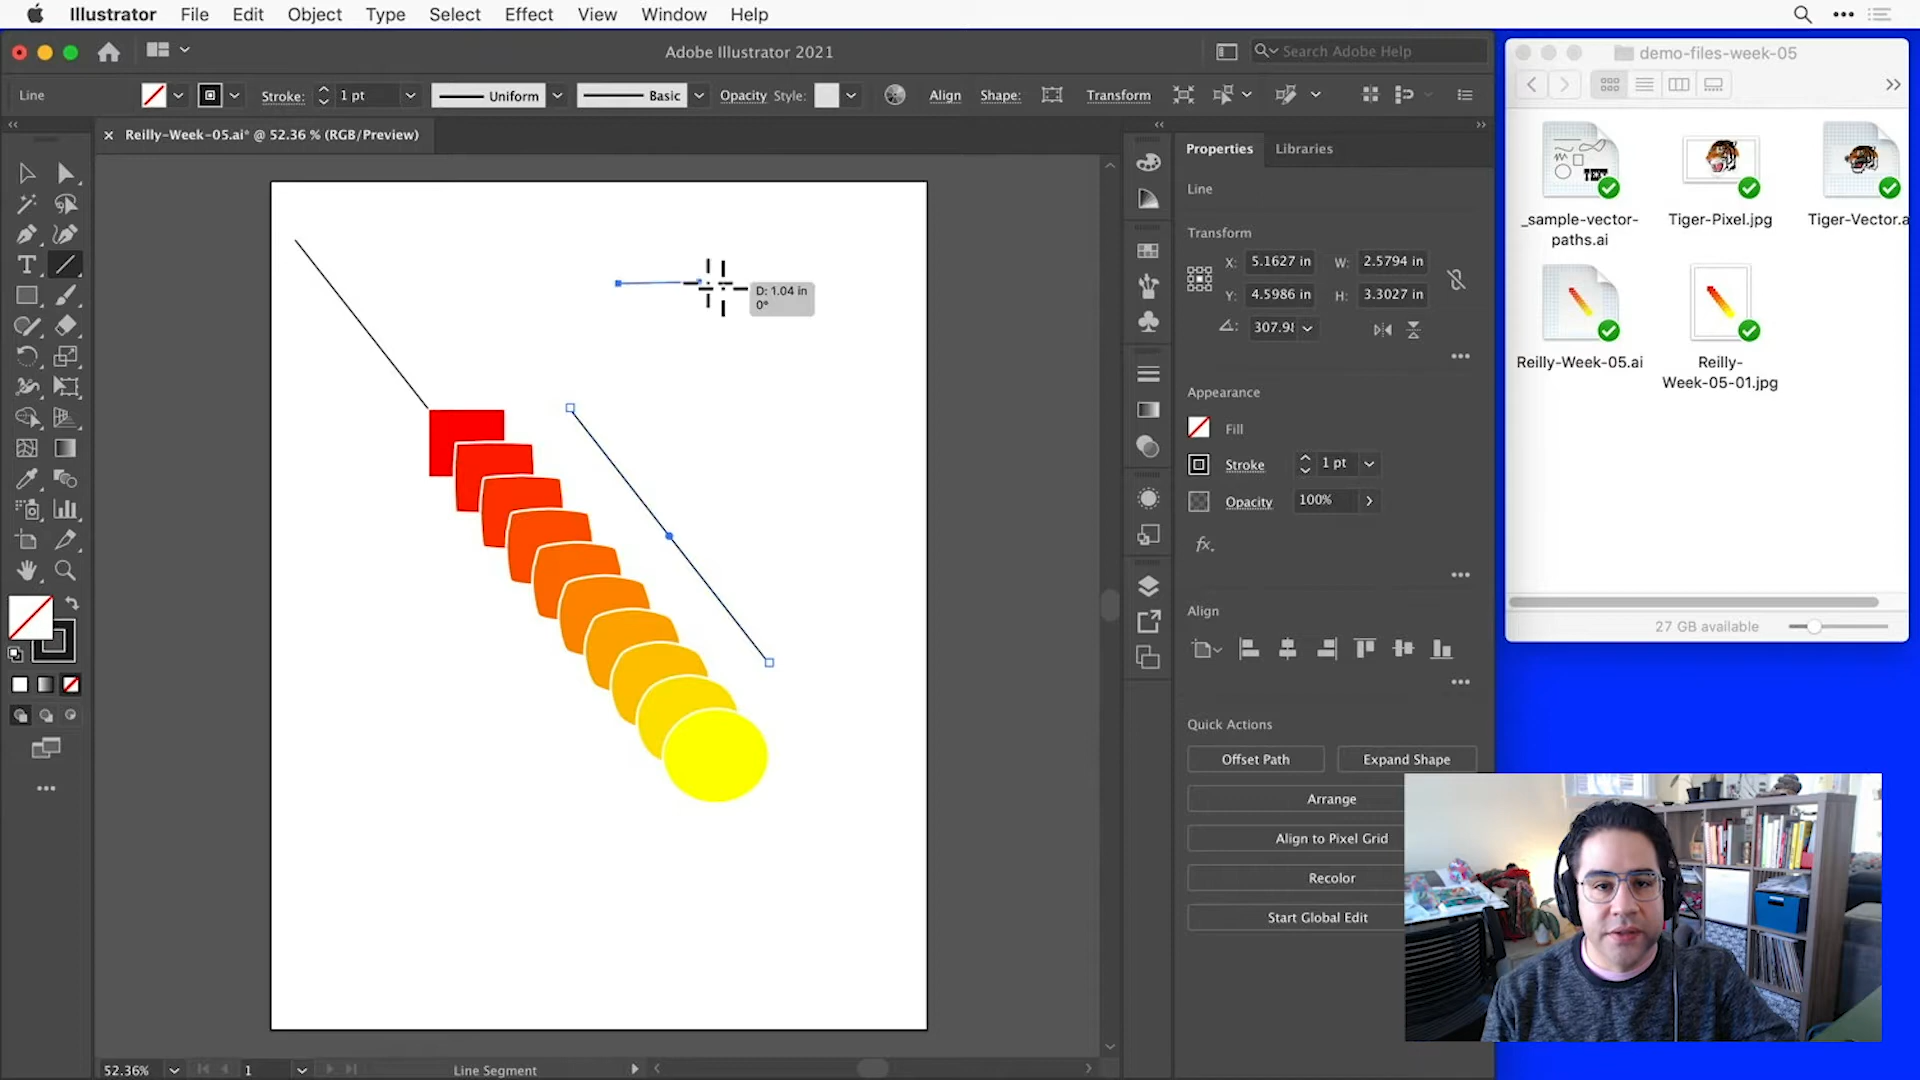 Illustrator File Edit Object Type Select Effect View Window Help
Adobe Illustrator 2021
Search Adobe Help
Line
Stroke: 1 pt Uniform Basic Opacity Style: Align Shape: Transform
× Reilly-Week-05.ai* @ 52.36 % (RGB/Preview)
D: 1.04 in
0°
Properties Libraries
Line
Transform
X: 5.1627 in W: 2.5794 in
Y: 4.5986 in H: 3.3027 in
307.98
Appearance
Fill
Stroke 1 pt
Opacity 100%
fx.
Align
Quick Actions
Offset Path Expand Shape
Arrange
Align to Pixel Grid
Recolor
Start Global Edit
52.36% 1 Line Segment
demo-files-week-05
_sample-vector-
paths.ai
Tiger-Pixel.jpg
Tiger-Vector.a
Reilly-Week-05.ai
Reilly-
Week-05-01.jpg
27 GB available